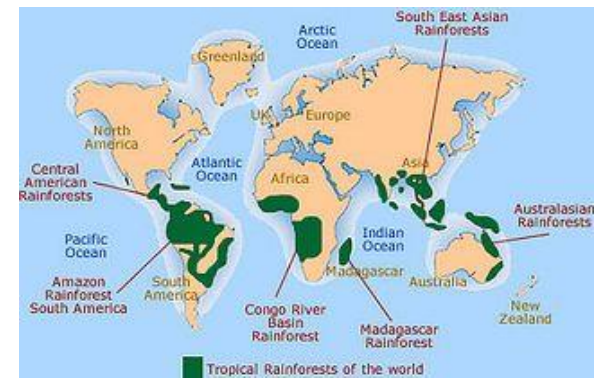 South East Asian
Rainforests
Arctic
Ocean
Greenland
UK
Europe
North
America
Atlantic
Ocean
Asia
Central
American
Rainforests
Africa
Australasian
Rainforests
Pacific
Ocean
Indian
Ocean
Amazon
Rainforest
South America
South
America
Madagascar
Australia
Congo River
Basin
Rainforest
Madagascar
Rainforest
New
Zealand
Tropical Rainforests of the world